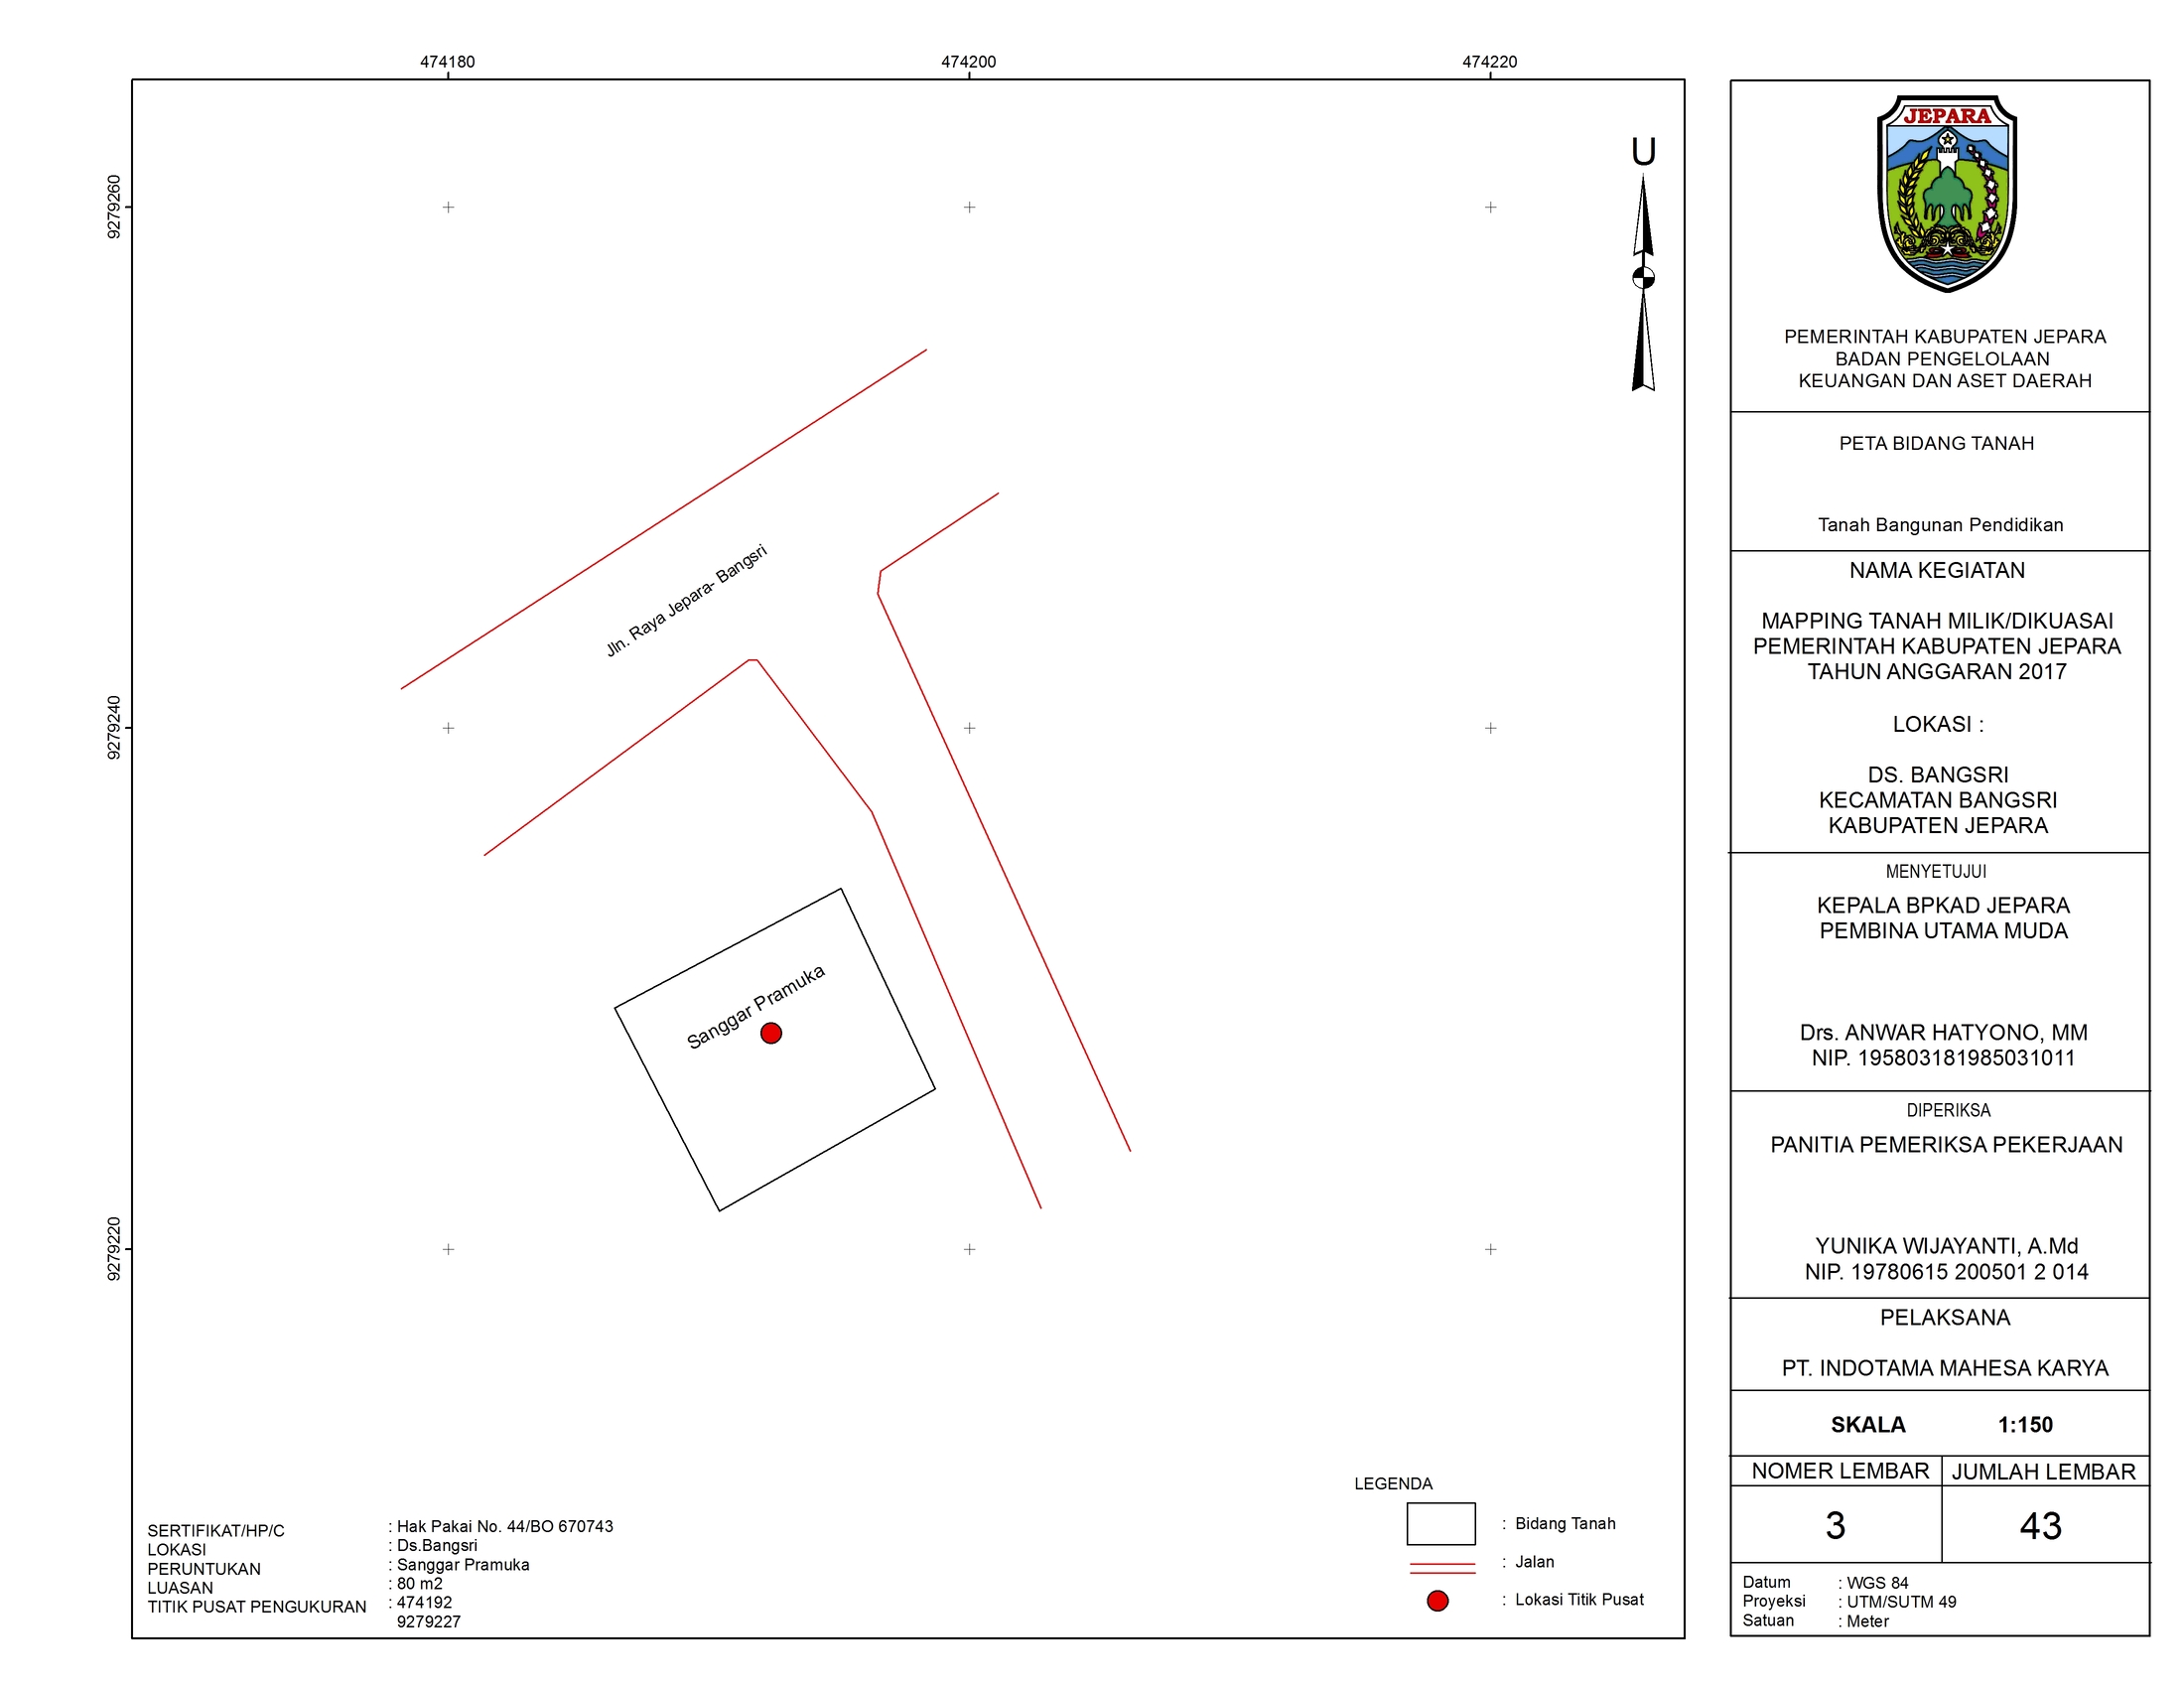 474180
474200
474220
9279260
9279240
9279220
U
Jln. Raya Jepara- Bangsri
Sanggar Pramuka
SERTIFIKAT/HP/C : Hak Pakai No. 44/BO 670743
LOKASI : Ds.Bangsri
PERUNTUKAN : Sanggar Pramuka
LUASAN : 80 m2
TITIK PUSAT PENGUKURAN : 474192
9279227
LEGENDA
: Bidang Tanah
: Jalan
: Lokasi Titik Pusat
JEPARA
PEMERINTAH KABUPATEN JEPARA
BADAN PENGELOLAAN
KEUANGAN DAN ASET DAERAH
PETA BIDANG TANAH
Tanah Bangunan Pendidikan
NAMA KEGIATAN
MAPPING TANAH MILIK/DIKUASAI
PEMERINTAH KABUPATEN JEPARA
TAHUN ANGGARAN 2017
LOKASI :
DS. BANGSRI
KECAMATAN BANGSRI
KABUPATEN JEPARA
MENYETUJUI
KEPALA BPKAD JEPARA
PEMBINA UTAMA MUDA
Drs. ANWAR HATYONO, MM
NIP. 195803181985031011
DIPERIKSA
PANITIA PEMERIKSA PEKERJAAN
YUNIKA WIJAYANTI, A.Md
NIP. 19780615 200501 2 014
PELAKSANA
PT. INDOTAMA MAHESA KARYA
SKALA 1:150
NOMER LEMBAR JUMLAH LEMBAR
3 43
Datum : WGS 84
Proyeksi : UTM/SUTM 49
Satuan : Meter